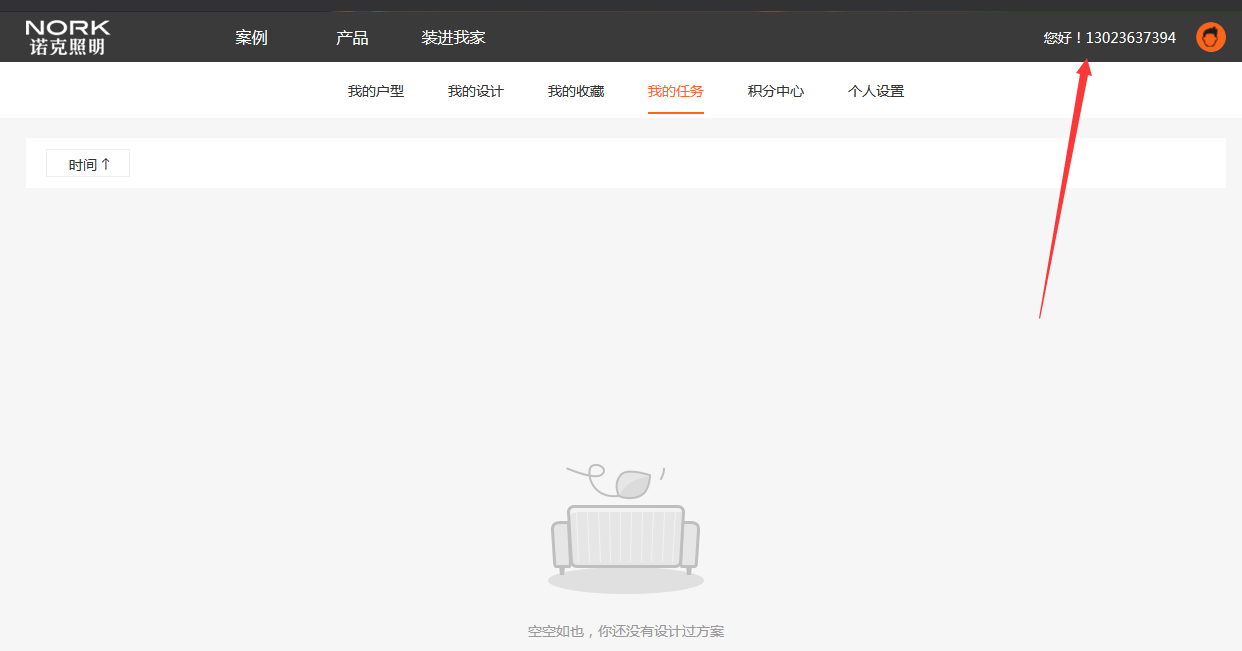 NORK
诺克照明
案例 产品 装进我家 您好！13023637394
我的户型 我的设计 我的收藏 我的任务 积分中心 个人设置
时间 ↑
空空如也，你还没有设计过方案